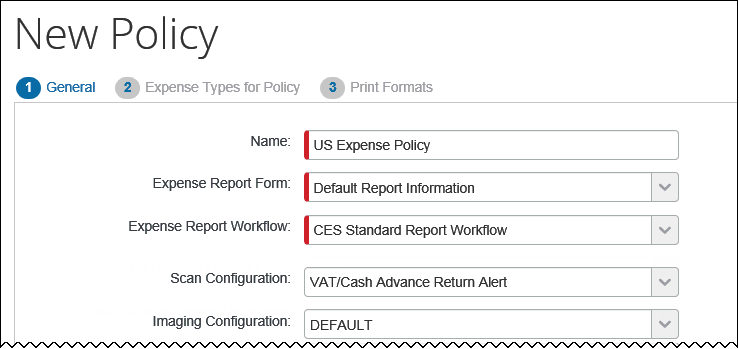 New Policy
1 General 2 Expense Types for Policy 3 Print Formats
Name: US Expense Policy
Expense Report Form: Default Report Information
Expense Report Workflow: CES Standard Report Workflow
Scan Configuration: VAT/Cash Advance Return Alert
Imaging Configuration: DEFAULT